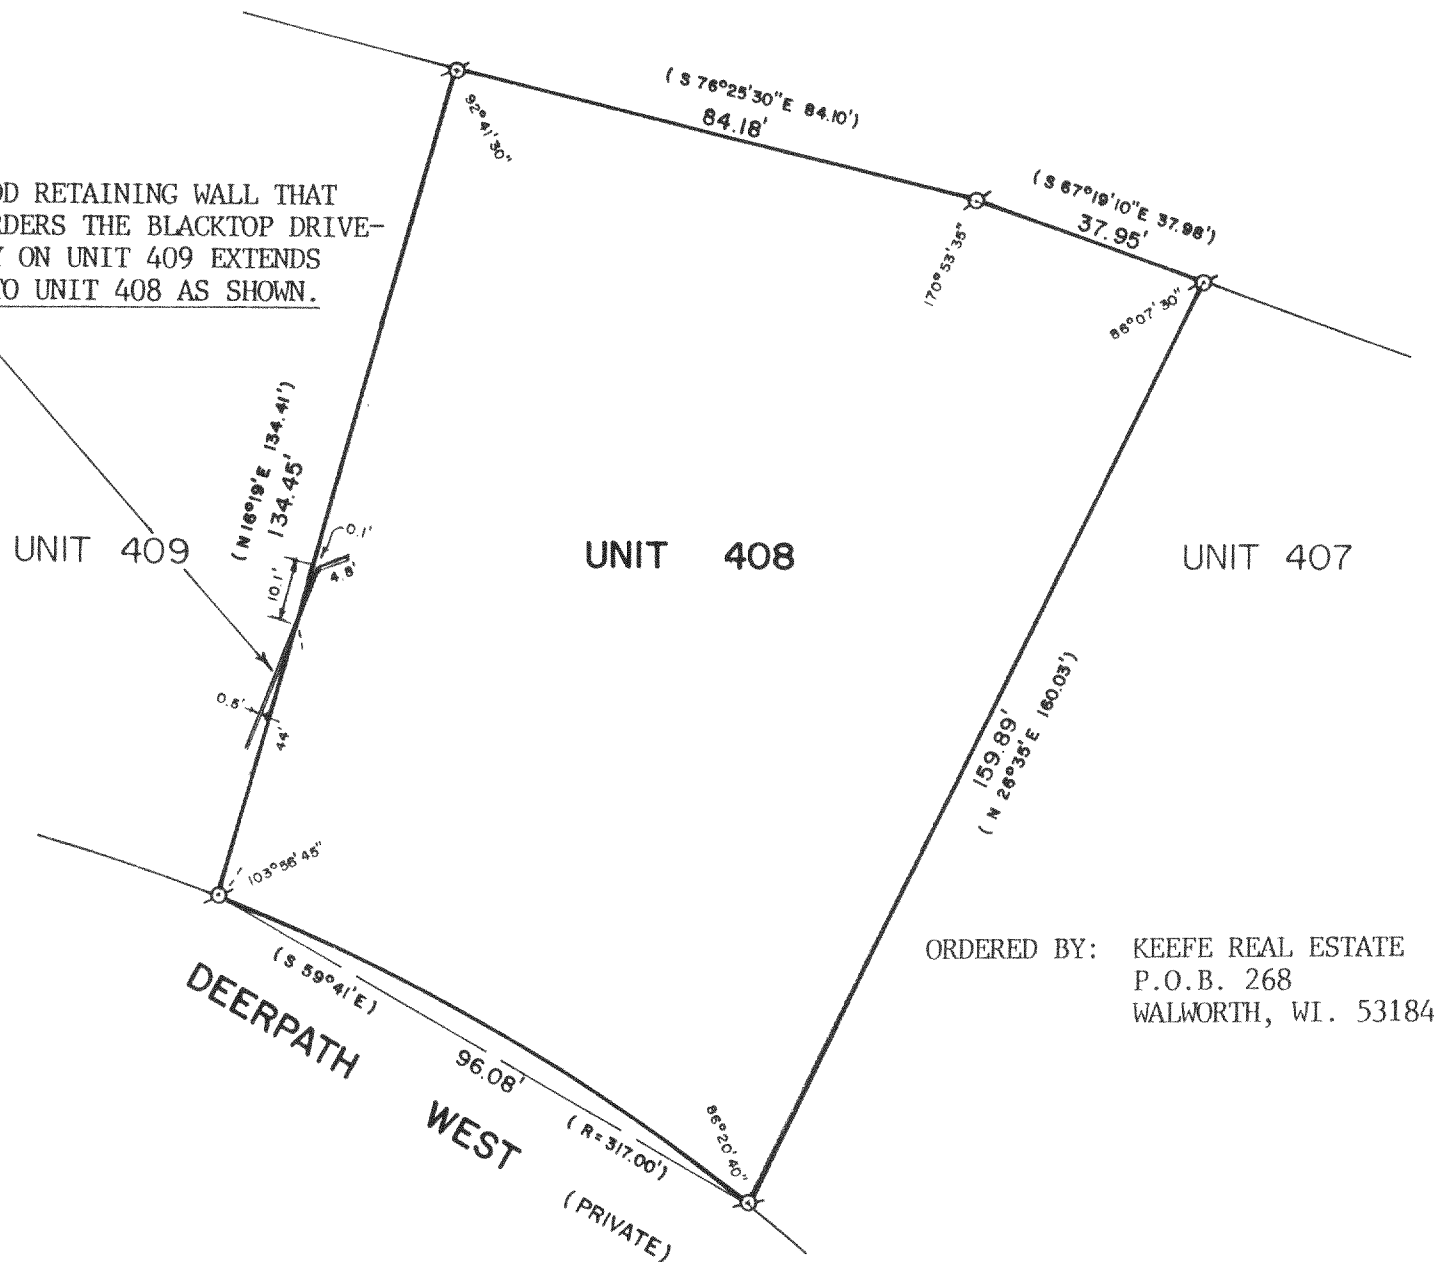 ( S 76°25'30"E 84.10')
84.18'
92°41'30"
( S 67°19'10"E 37.98')
37.95'
170°53'35"
86°07'30"
OD RETAINING WALL THAT
RDERS THE BLACKTOP DRIVE-
Y ON UNIT 409 EXTENDS
TO UNIT 408 AS SHOWN.
(N 16°19'E 134.41')
134.45'
0.1'
4.8'
10.1'
UNIT 409
UNIT 408
UNIT 407
0.5'
44'
159.89'
( N 26°35'E 160.03')
103°56'45"
ORDERED BY: KEEFE REAL ESTATE
P.O.B. 268
WALWORTH, WI. 53184
( S 59°41'E )
96.08'
( R=317.00')
86°20'40"
DEERPATH WEST
(PRIVATE)